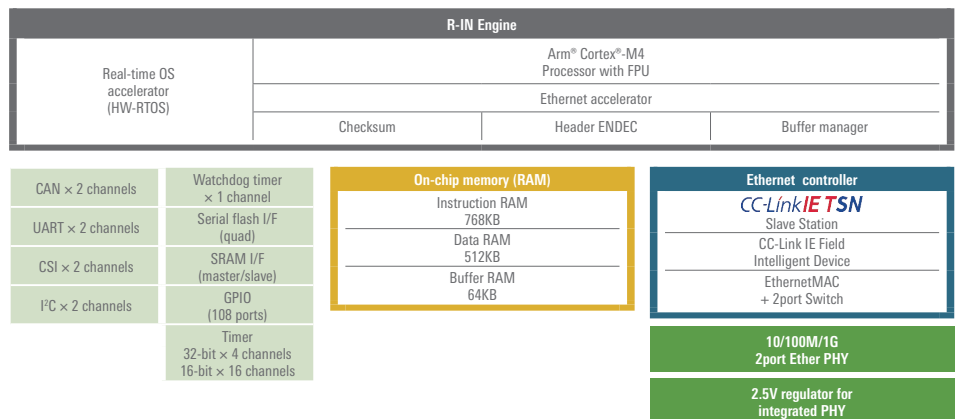 R-IN Engine
Real-time OS
accelerator
(HW-RTOS)
Arm® Cortex®-M4
Processor with FPU
Ethernet accelerator
Checksum
Header ENDEC
Buffer manager
CAN × 2 channels
UART × 2 channels
CSI × 2 channels
I²C × 2 channels
Watchdog timer
× 1 channel
Serial flash I/F
(quad)
SRAM I/F
(master/slave)
GPIO
(108 ports)
Timer
32-bit × 4 channels
16-bit × 16 channels
On-chip memory (RAM)
Instruction RAM
768KB
Data RAM
512KB
Buffer RAM
64KB
Ethernet controller
CC-Link IE TSN
Slave Station
CC-Link IE Field
Intelligent Device
EthernetMAC
+ 2port Switch
10/100M/1G
2port Ether PHY
2.5V regulator for
integrated PHY